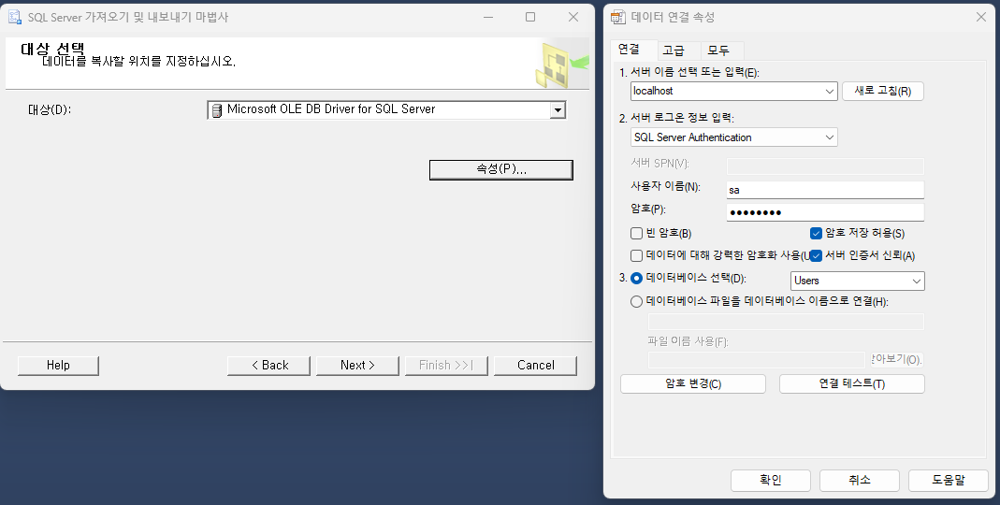 SQL Server 가져오기 및 내보내기 마법사
대상 선택
데이터를 복사할 위치를 지정하십시오.
대상(D):
Microsoft OLE DB Driver for SQL Server
속성(P)...
Help
< Back
Next >
Finish >>|
Cancel
데이터 연결 속성
연결
고급
모두
1. 서버 이름 선택 또는 입력(E):
localhost
새로 고침(R)
2. 서버 로그온 정보 입력:
SQL Server Authentication
서버 SPN(V):
사용자 이름(N):
sa
암호(P):
●●●●●●●●
빈 암호(B)
암호 저장 허용(S)
데이터에 대해 강력한 암호화 사용(U
서버 인증서 신뢰(A)
3. 데이터베이스 선택(D):
Users
데이터베이스 파일을 데이터베이스 이름으로 연결(H):
파일 이름 사용(F):
찾아보기(O).
암호 변경(C)
연결 테스트(T)
확인
취소
도움말